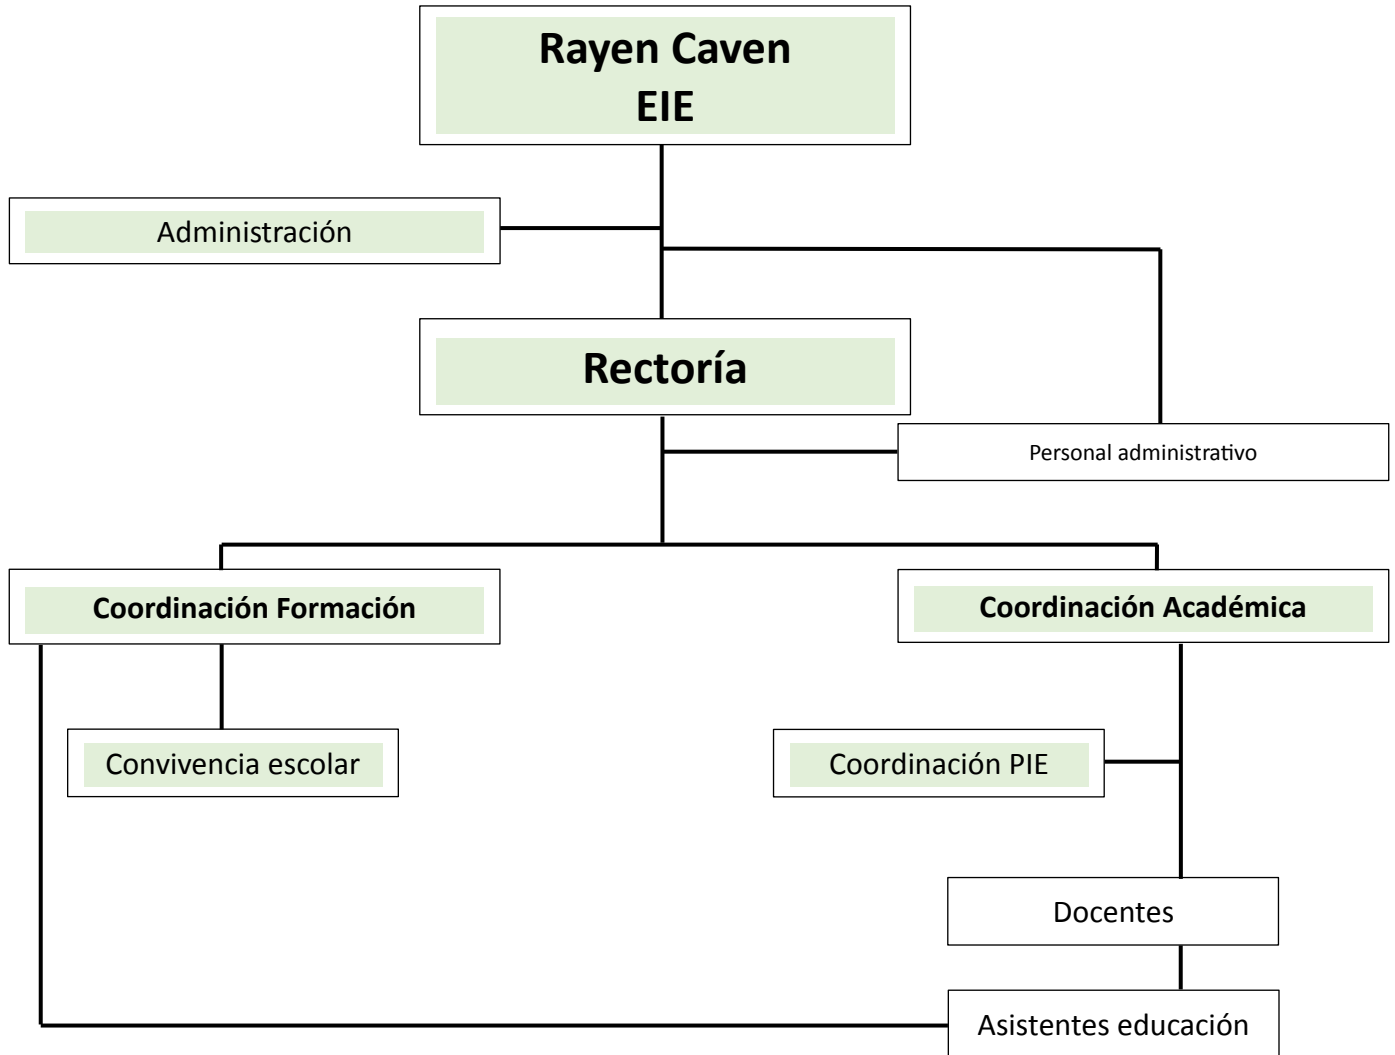 Rayen Caven
EIE
Administración
Rectoría
Personal administrativo
Coordinación Formación
Coordinación Académica
Convivencia escolar
Coordinación PIE
Docentes
Asistentes educación